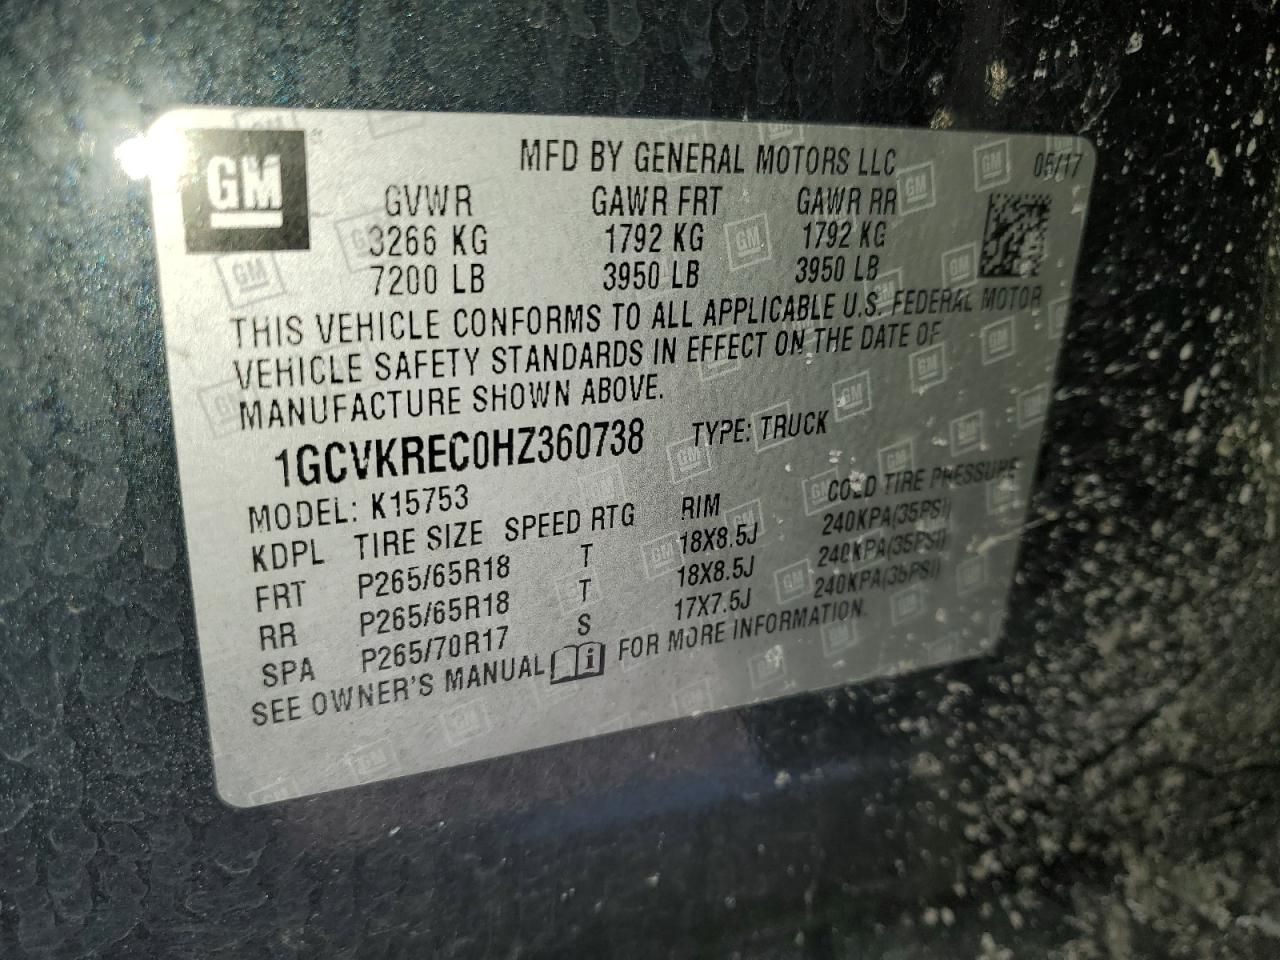 GM
MFD BY GENERAL MOTORS LLC 05/17
GVWR GAWR FRT GAWR RR
3266 KG 1792 KG 1792 KG
7200 LB 3950 LB 3950 LB
THIS VEHICLE CONFORMS TO ALL APPLICABLE U.S. FEDERAL MOTOR
VEHICLE SAFETY STANDARDS IN EFFECT ON THE DATE OF
MANUFACTURE SHOWN ABOVE.
1GCVKREC0HZ360738 TYPE: TRUCK
MODEL: K15753
KDPL TIRE SIZE SPEED RTG RIM COLD TIRE PRESSURE
FRT P265/65R18 T 18X8.5J 240KPA(35PSI)
RR P265/65R18 T 18X8.5J 240KPA(35PSI)
SPA P265/70R17 S 17X7.5J 240KPA(35PSI)
SEE OWNER'S MANUAL i FOR MORE INFORMATION.